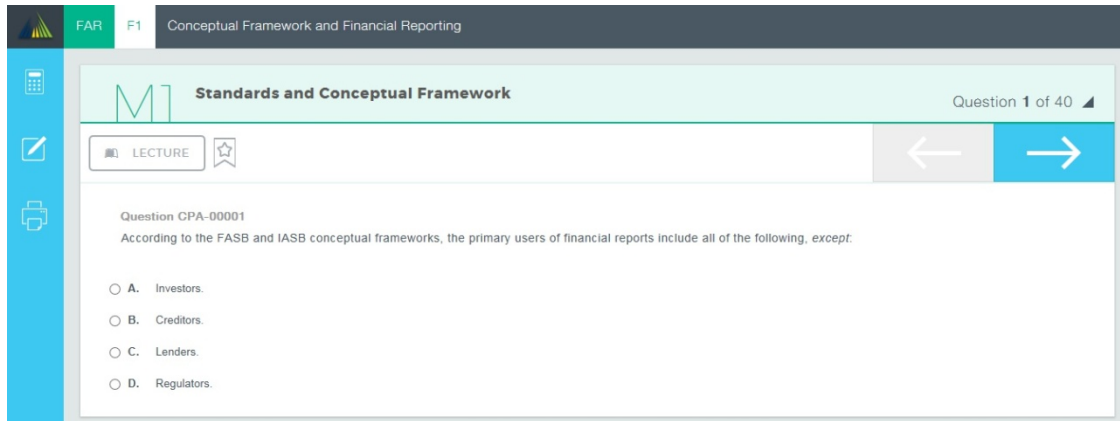 FAR F1 Conceptual Framework and Financial Reporting
M1 Standards and Conceptual Framework Question 1 of 40
LECTURE
Question CPA-00001
According to the FASB and IASB conceptual frameworks, the primary users of financial reports include all of the following, except:
A. Investors.
B. Creditors.
C. Lenders.
D. Regulators.